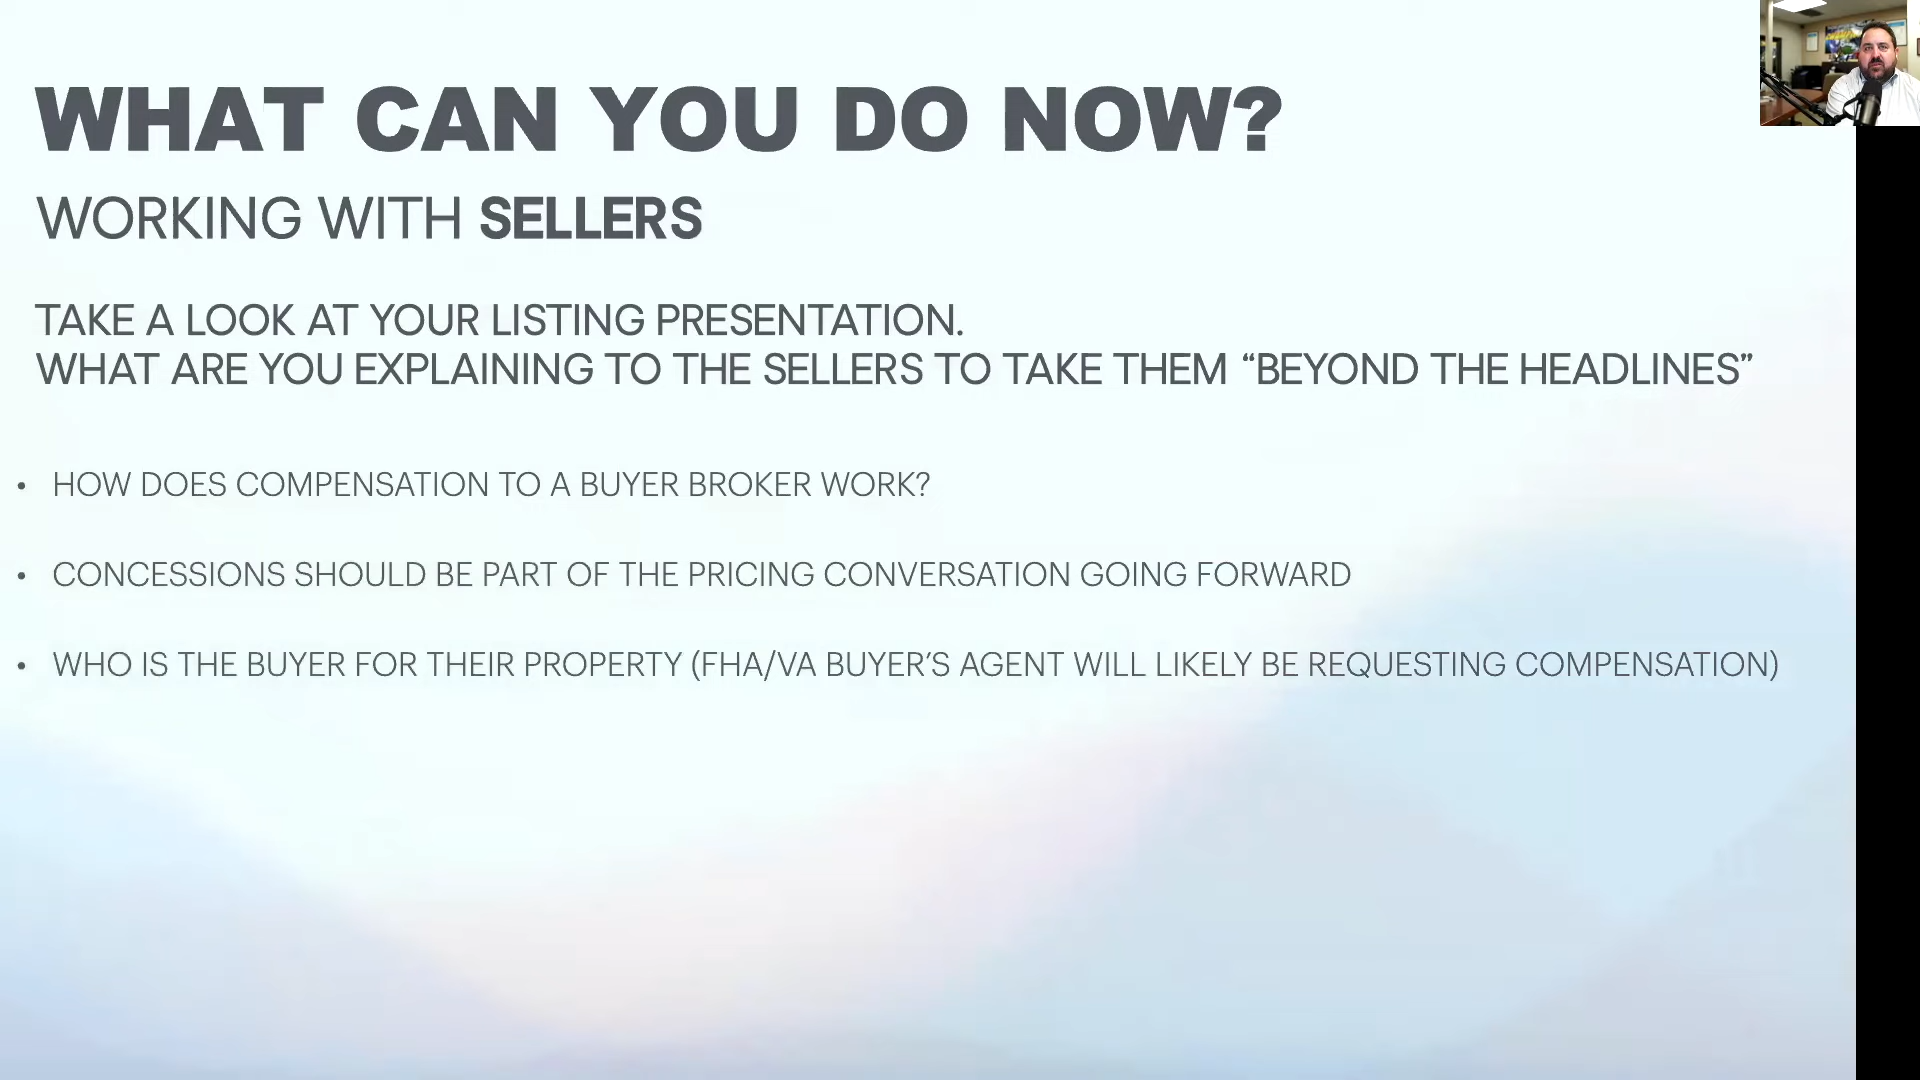 WHAT CAN YOU DO NOW?
WORKING WITH SELLERS
TAKE A LOOK AT YOUR LISTING PRESENTATION.
WHAT ARE YOU EXPLAINING TO THE SELLERS TO TAKE THEM “BEYOND THE HEADLINES”
• HOW DOES COMPENSATION TO A BUYER BROKER WORK?
• CONCESSIONS SHOULD BE PART OF THE PRICING CONVERSATION GOING FORWARD
• WHO IS THE BUYER FOR THEIR PROPERTY (FHA/VA BUYER’S AGENT WILL LIKELY BE REQUESTING COMPENSATION)